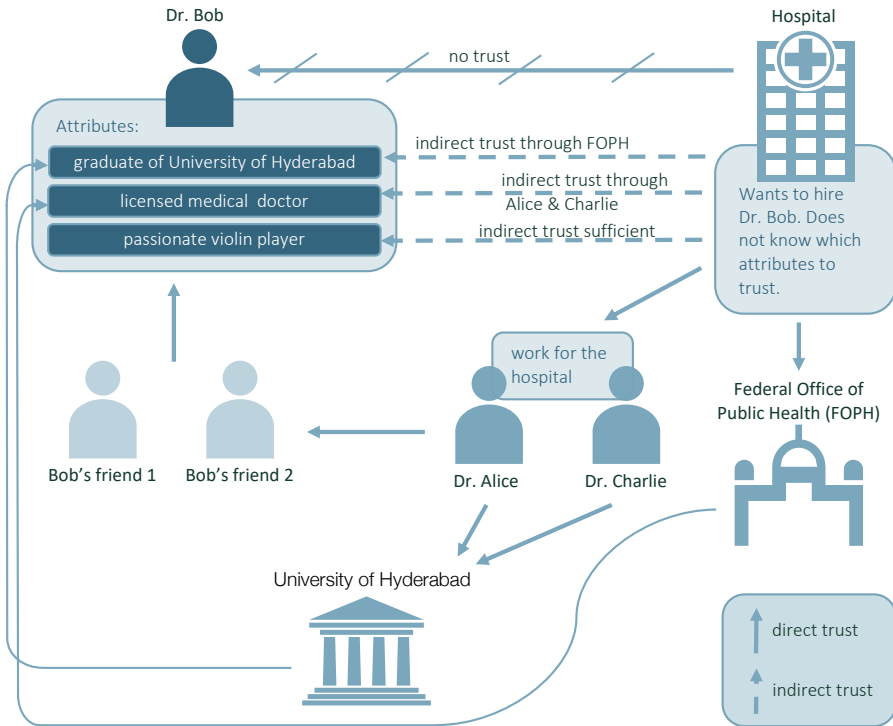 Dr. Bob
Hospital
no trust
Attributes:
indirect trust through FOPH
graduate of University of Hyderabad
indirect trust through
Alice & Charlie
licensed medical doctor
indirect trust sufficient
passionate violin player
Wants to hire
Dr. Bob. Does
not know which
attributes to
trust.
work for the
hospital
Federal Office of
Public Health (FOPH)
Bob's friend 1
Bob's friend 2
Dr. Alice
Dr. Charlie
University of Hyderabad
direct trust
indirect trust